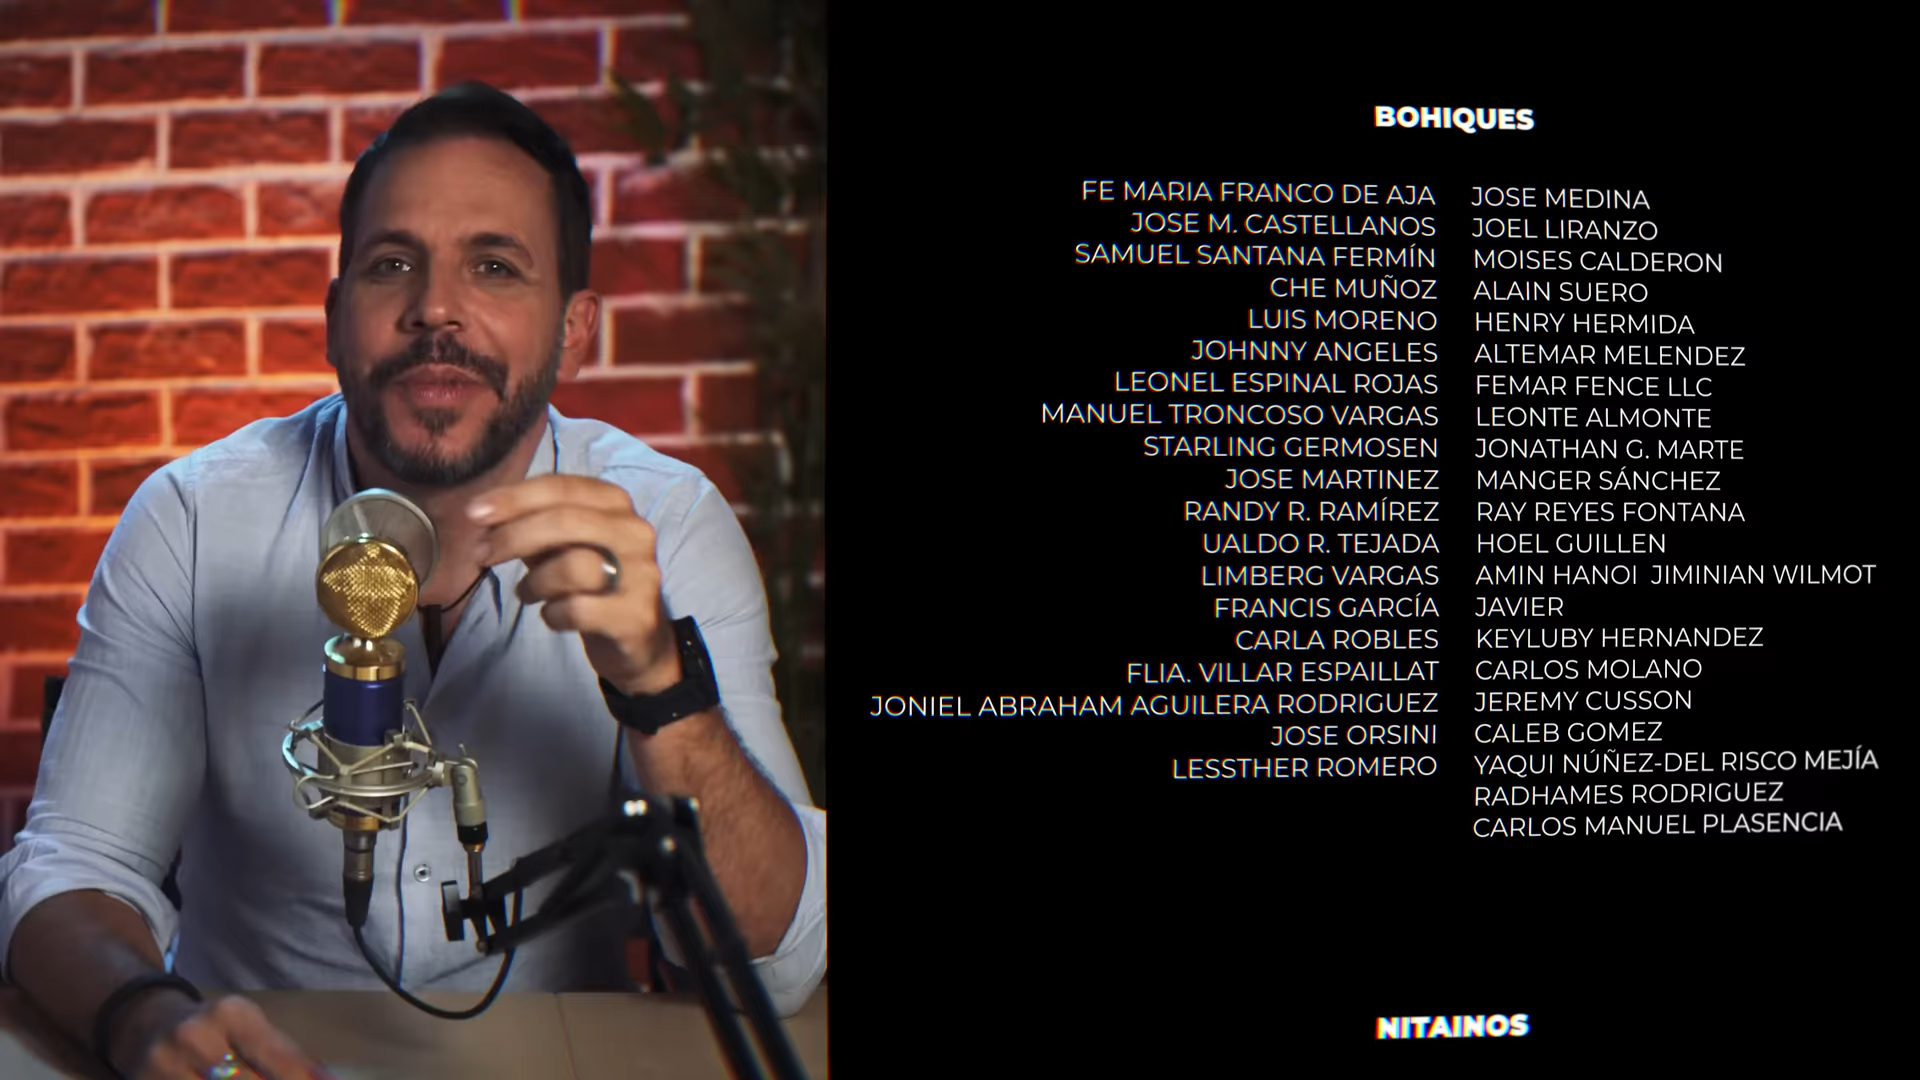 BOHIQUES
FE MARIA FRANCO DE AJA
JOSE M. CASTELLANOS
SAMUEL SANTANA FERMÍN
CHE MUÑOZ
LUIS MORENO
JOHNNY ANGELES
LEONEL ESPINAL ROJAS
MANUEL TRONCOSO VARGAS
STARLING GERMOSEN
JOSE MARTINEZ
RANDY R. RAMÍREZ
UALDO R. TEJADA
LIMBERG VARGAS
FRANCIS GARCÍA
CARLA ROBLES
FLIA. VILLAR ESPAILLAT
JONIEL ABRAHAM AGUILERA RODRIGUEZ
JOSE ORSINI
LESSTHER ROMERO
JOSE MEDINA
JOEL LIRANZO
MOISES CALDERON
ALAIN SUERO
HENRY HERMIDA
ALTEMAR MELENDEZ
FEMAR FENCE LLC
LEONTE ALMONTE
JONATHAN G. MARTE
MANGER SÁNCHEZ
RAY REYES FONTANA
HOEL GUILLEN
AMIN HANOI JIMINIAN WILMOT
JAVIER
KEYLUBY HERNANDEZ
CARLOS MOLANO
JEREMY CUSSON
CALEB GOMEZ
YAQUI NÚÑEZ-DEL RISCO MEJÍA
RADHAMES RODRIGUEZ
CARLOS MANUEL PLASENCIA
NITAINOS